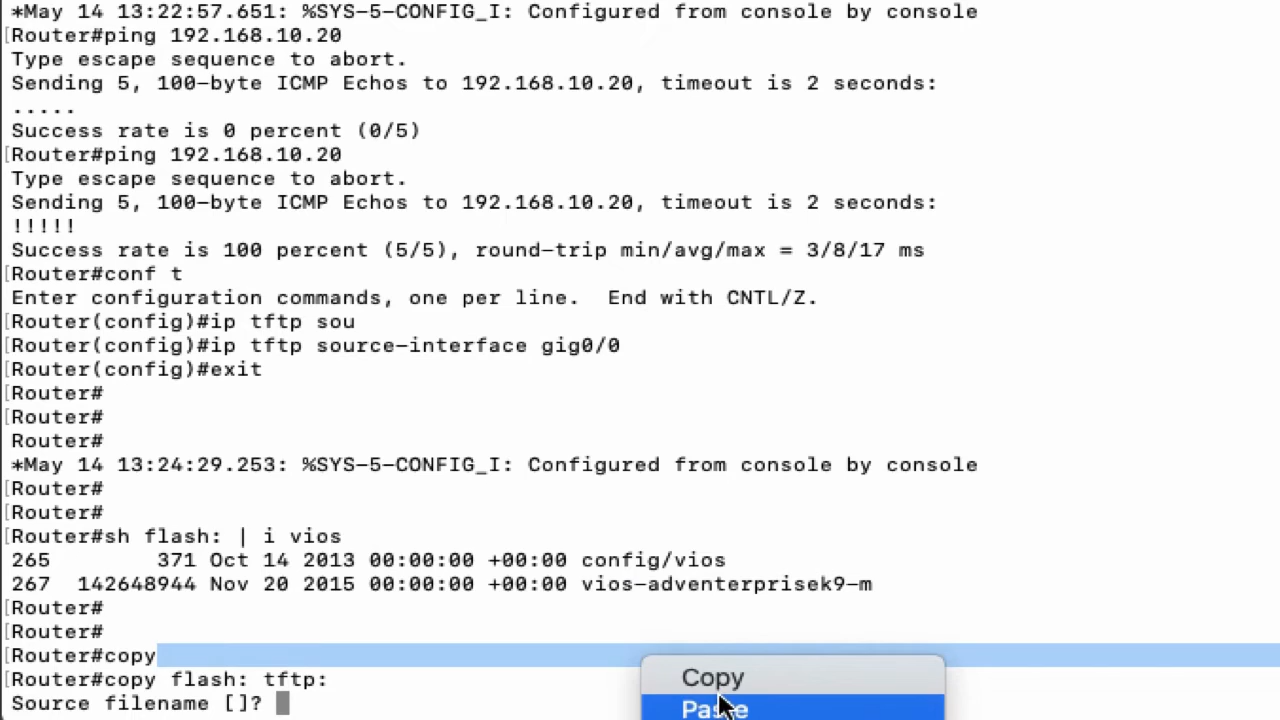 *May 14 13:22:57.651: %SYS-5-CONFIG_I: Configured from console by console
[Router#ping 192.168.10.20
Type escape sequence to abort.
Sending 5, 100-byte ICMP Echos to 192.168.10.20, timeout is 2 seconds:
.....
Success rate is 0 percent (0/5)
[Router#ping 192.168.10.20
Type escape sequence to abort.
Sending 5, 100-byte ICMP Echos to 192.168.10.20, timeout is 2 seconds:
!!!!!
Success rate is 100 percent (5/5), round-trip min/avg/max = 3/8/17 ms
[Router#conf t
Enter configuration commands, one per line.  End with CNTL/Z.
[Router(config)#ip tftp sou
[Router(config)#ip tftp source-interface gig0/0
[Router(config)#exit
[Router#
[Router#
Router#
*May 14 13:24:29.253: %SYS-5-CONFIG_I: Configured from console by console
[Router#
[Router#
[Router#sh flash: | i vios
265        371 Oct 14 2013 00:00:00 +00:00 config/vios
267  142648944 Nov 20 2015 00:00:00 +00:00 vios-adventerprisek9-m
[Router#
[Router#
[Router#copy
[Router#copy flash: tftp:
Source filename []?
Copy
Paste